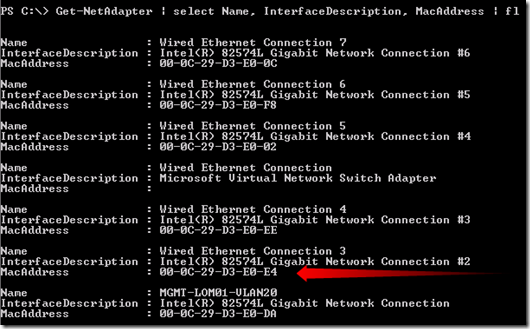 PS C:\> Get-NetAdapter | select Name, InterfaceDescription, MacAddress | fl
Name : Wired Ethernet Connection 7
InterfaceDescription : Intel(R) 82574L Gigabit Network Connection #6
MacAddress : 00-0C-29-D3-E0-0C
Name : Wired Ethernet Connection 6
InterfaceDescription : Intel(R) 82574L Gigabit Network Connection #5
MacAddress : 00-0C-29-D3-E0-F8
Name : Wired Ethernet Connection 5
InterfaceDescription : Intel(R) 82574L Gigabit Network Connection #4
MacAddress : 00-0C-29-D3-E0-02
Name : Wired Ethernet Connection
InterfaceDescription : Microsoft Virtual Network Switch Adapter
MacAddress :
Name : Wired Ethernet Connection 4
InterfaceDescription : Intel(R) 82574L Gigabit Network Connection #3
MacAddress : 00-0C-29-D3-E0-EE
Name : Wired Ethernet Connection 3
InterfaceDescription : Intel(R) 82574L Gigabit Network Connection #2
MacAddress : 00-0C-29-D3-E0-E4
Name : MGMT-LOM01-VLAN20
InterfaceDescription : Intel(R) 82574L Gigabit Network Connection
MacAddress : 00-0C-29-D3-E0-DA